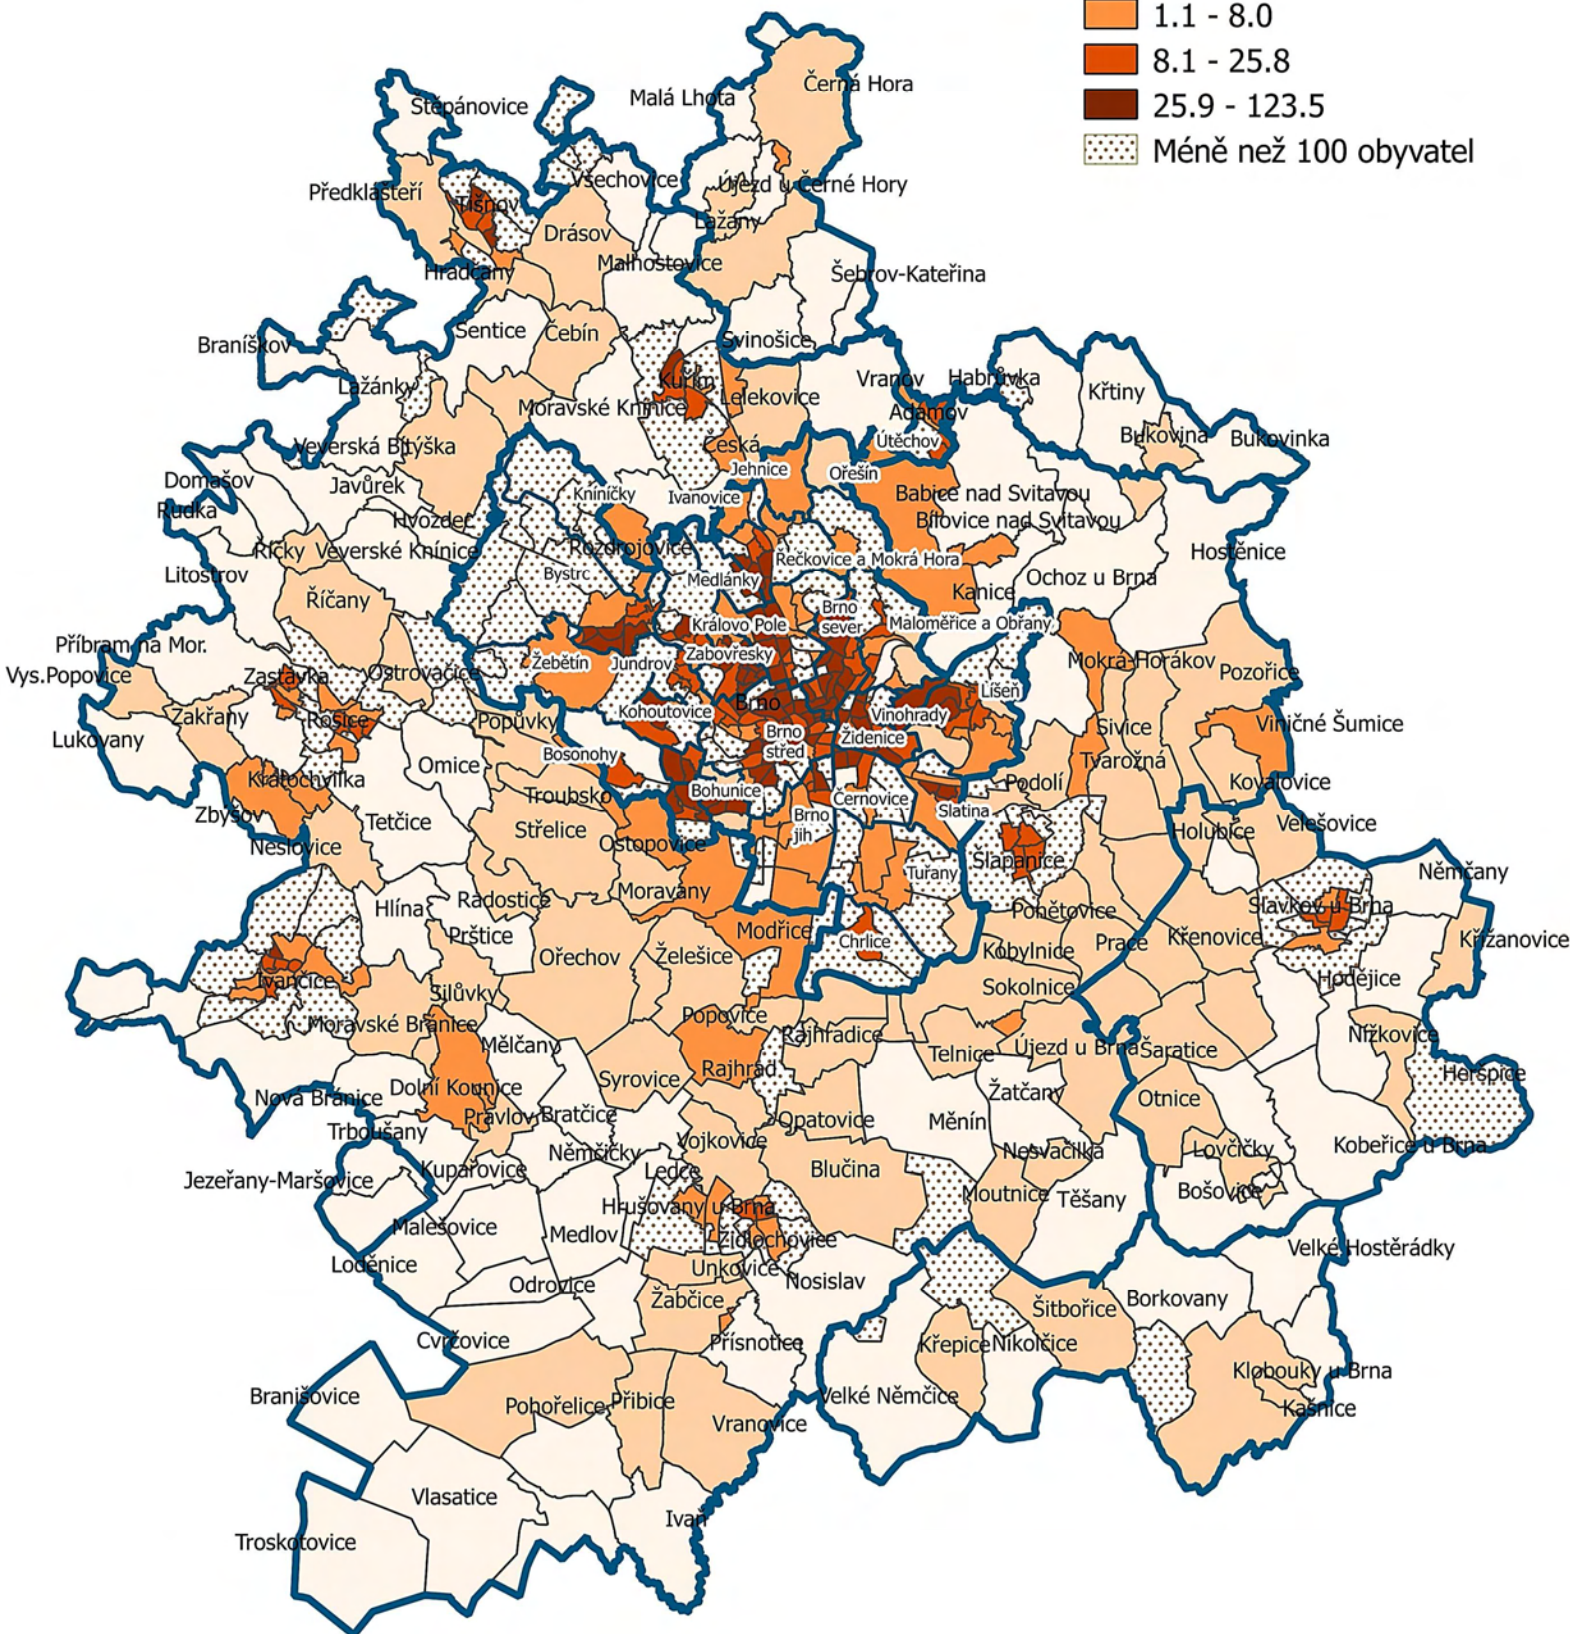 1.1 - 8.0
8.1 - 25.8
25.9 - 123.5
Méně než 100 obyvatel
Černá Hora
Malá Lhota
Štěpánovice
Všechovice
Újezd u Černé Hory
Předklášteří
Tišnov
Lažany
Drásov
Malhostovice
Hradčany
Šebrov-Kateřina
Sentice
Čebín
Svinošice
Braníškov
Lažánky
Kuřim
Vranov
Habrůvka
Křtiny
Lelekovice
Moravské Knínice
Adamov
Česká
Útěchov
Bukovina
Bukovinka
Veverská Bítýška
Jehnice
Ořešín
Domašov
Javůrek
Kníničky
Ivanovice
Babice nad Svitavou
Rudka
Hvozdec
Bílovice nad Svitavou
Říčky
Veverské Knínice
Rozdrojovice
Řečkovice a Mokrá Hora
Hostěnice
Litostrov
Bystrc
Medlánky
Ochoz u Brna
Kanice
Říčany
Brno
sever
Královo Pole
Maloměřice a Obřany
Příbram na Mor.
Žabovřesky
Žebětín
Jundrov
Mokrá-Horákov
Vys.Popovice
Zastávka
Ostrovačice
Pozořice
Líšeň
Brno
Kohoutovice
Vinohrady
Zakřany
Rosice
Popůvky
Viničné Šumice
Sivice
Lukovany
Brno
střed
Židenice
Bosonohy
Omice
Tvarožná
Kratochvilka
Podolí
Kovalovice
Bohunice
Černovice
Troubsko
Zbýšov
Slatina
Brno
jih
Tetčice
Střelice
Holubice
Velešovice
Neslovice
Ostopovice
Šlapanice
Tuřany
Němčany
Moravany
Radostice
Hlína
Slavkov u Brna
Ponětovice
Modřice
Prštice
Chrlice
Prace
Křenovice
Křižanovice
Kobylnice
Ořechov
Želešice
Ivančice
Hodějice
Silůvky
Sokolnice
Popovice
Moravské Bránice
Rajhradice
Nížkovice
Mělčany
Telnice
Újezd u Brna
Šaratice
Rajhrad
Syrovice
Heršpice
Dolní Kounice
Žatčany
Nová Bránice
Otnice
Pravlov
Bratčice
Opatovice
Měnín
Trboušany
Vojkovice
Němčičky
Nesvačilka
Lovčičky
Kobeřice u Brna
Kupařovice
Ledce
Blučina
Jezeřany-Maršovice
Moutnice
Těšany
Bošovice
Hrušovany u Brna
Malešovice
Medlov
Židlochovice
Velké Hostěrádky
Loděnice
Unkovice
Nosislav
Odrovice
Žabčice
Šitbořice
Borkovany
Cvrčovice
Přísnotice
Křepice
Nikolčice
Klobouky u Brna
Branišovice
Velké Němčice
Pohořelice
Přibice
Kašnice
Vranovice
Vlasatice
Ivaň
Troskotovice